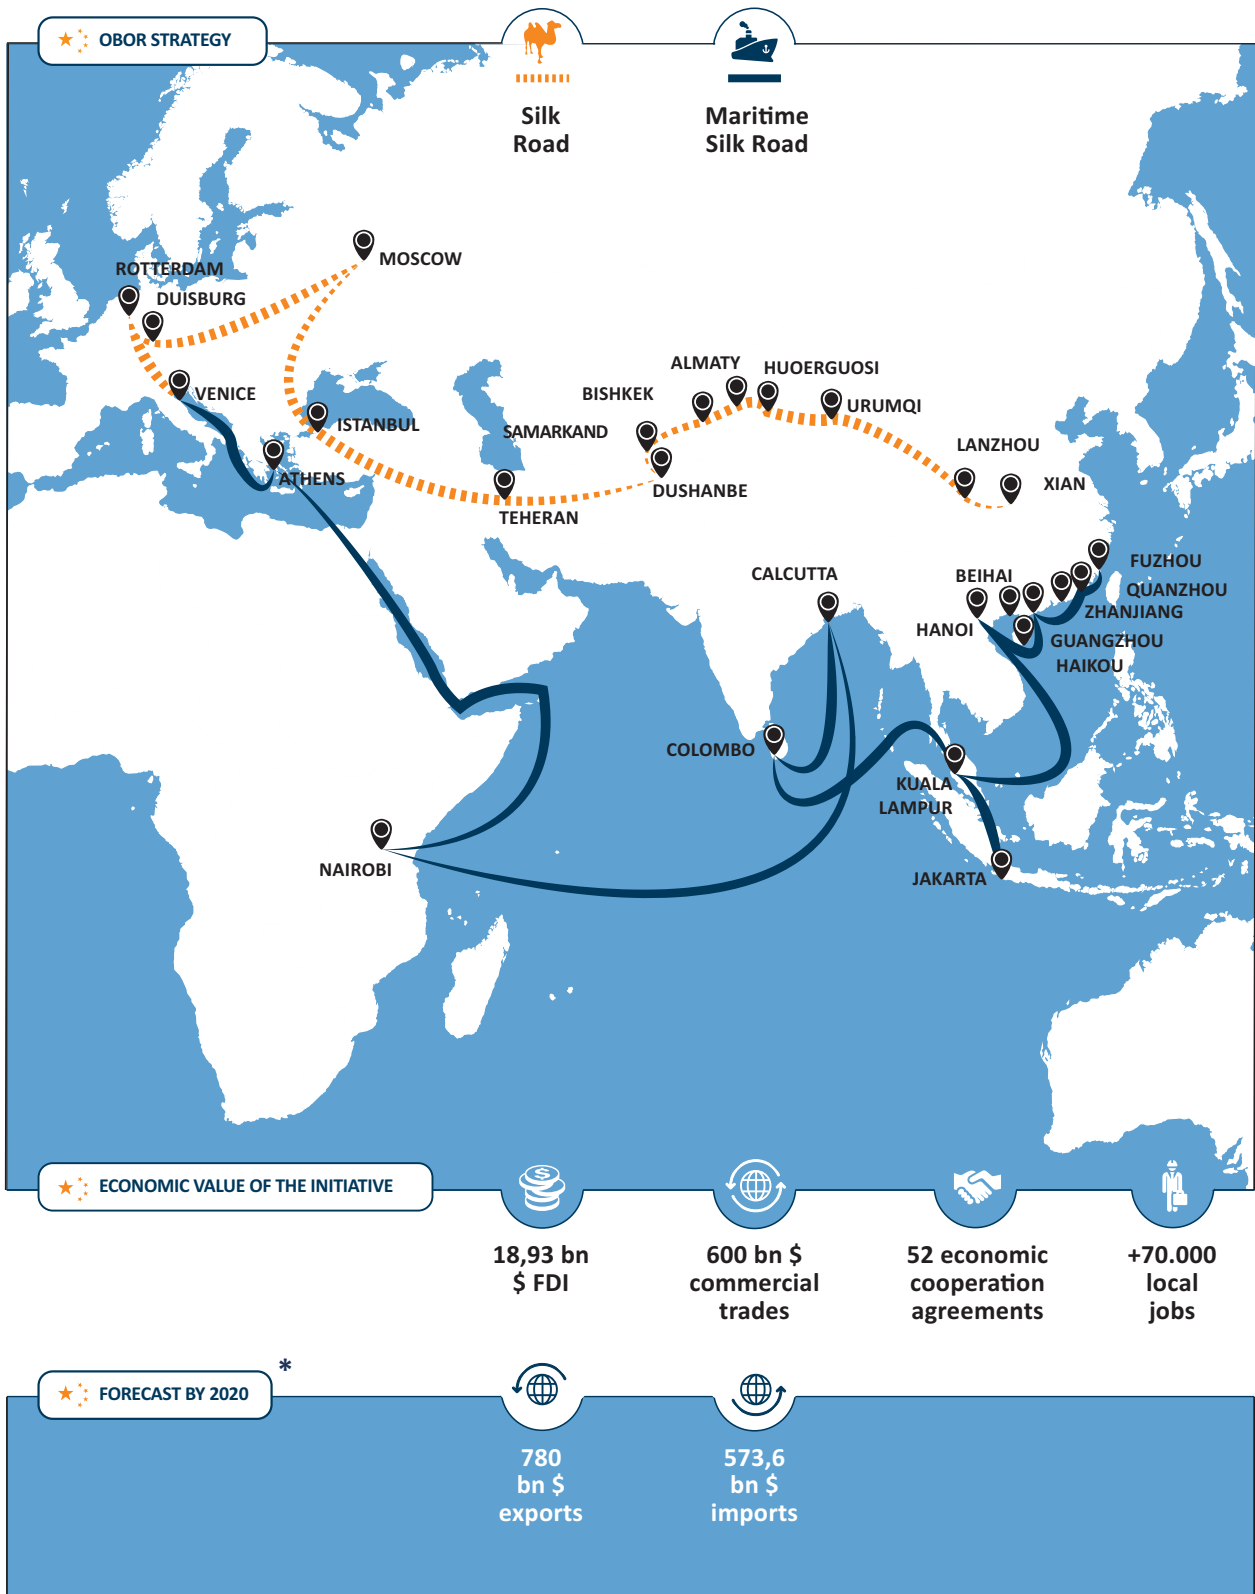 OBOR STRATEGY
Silk
Road
Maritime
Silk Road
MOSCOW
ROTTERDAM
DUISBURG
VENICE
ISTANBUL
ATHENS
TEHERAN
SAMARKAND
DUSHANBE
BISHKEK
ALMATY
HUOERGUOSI
URUMQI
LANZHOU
XIAN
CALCUTTA
BEIHAI
HANOI
FUZHOU
QUANZHOU
ZHANJIANG
GUANGZHOU
HAIKOU
COLOMBO
KUALA
LAMPUR
JAKARTA
NAIROBI
ECONOMIC VALUE OF THE INITIATIVE
18,93 bn
$ FDI
600 bn $
commercial
trades
52 economic
cooperation
agreements
+70.000
local
jobs
FORECAST BY 2020 *
780
bn $
exports
573,6
bn $
imports